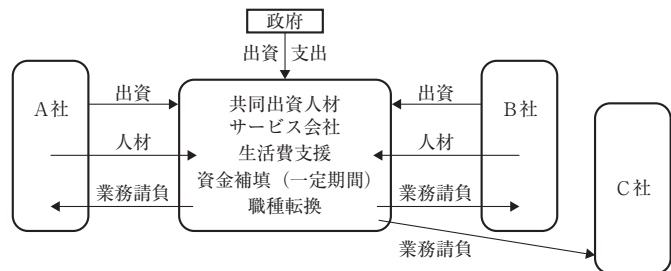 政府
出資 支出
A社
出資
人材
業務請負
共同出資人材
サービス会社
生活費支援
資金補填（一定期間）
職種転換
出資
人材
業務請負
B社
業務請負
C社